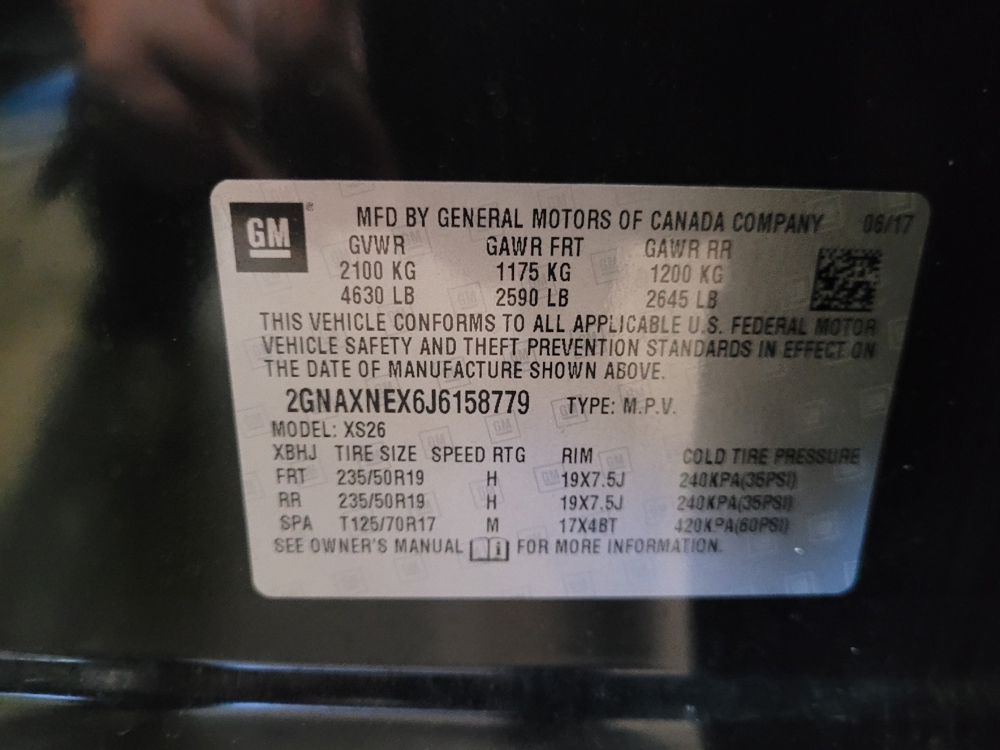 GM®
MFD BY GENERAL MOTORS OF CANADA COMPANY 06/17
GVWR GAWR FRT GAWR RR
2100 KG 1175 KG 1200 KG
4630 LB 2590 LB 2645 LB
THIS VEHICLE CONFORMS TO ALL APPLICABLE U.S. FEDERAL MOTOR
VEHICLE SAFETY AND THEFT PREVENTION STANDARDS IN EFFECT ON
THE DATE OF MANUFACTURE SHOWN ABOVE.
2GNAXNEX6J6158779 TYPE: M.P.V.
MODEL: XS26
XBHJ TIRE SIZE SPEED RTG RIM COLD TIRE PRESSURE
FRT 235/50R19 H 19X7.5J 240KPA(35PSI)
RR 235/50R19 H 19X7.5J 240KPA(35PSI)
SPA T125/70R17 M 17X4BT 420KPA(60PSI)
SEE OWNER'S MANUAL i FOR MORE INFORMATION.